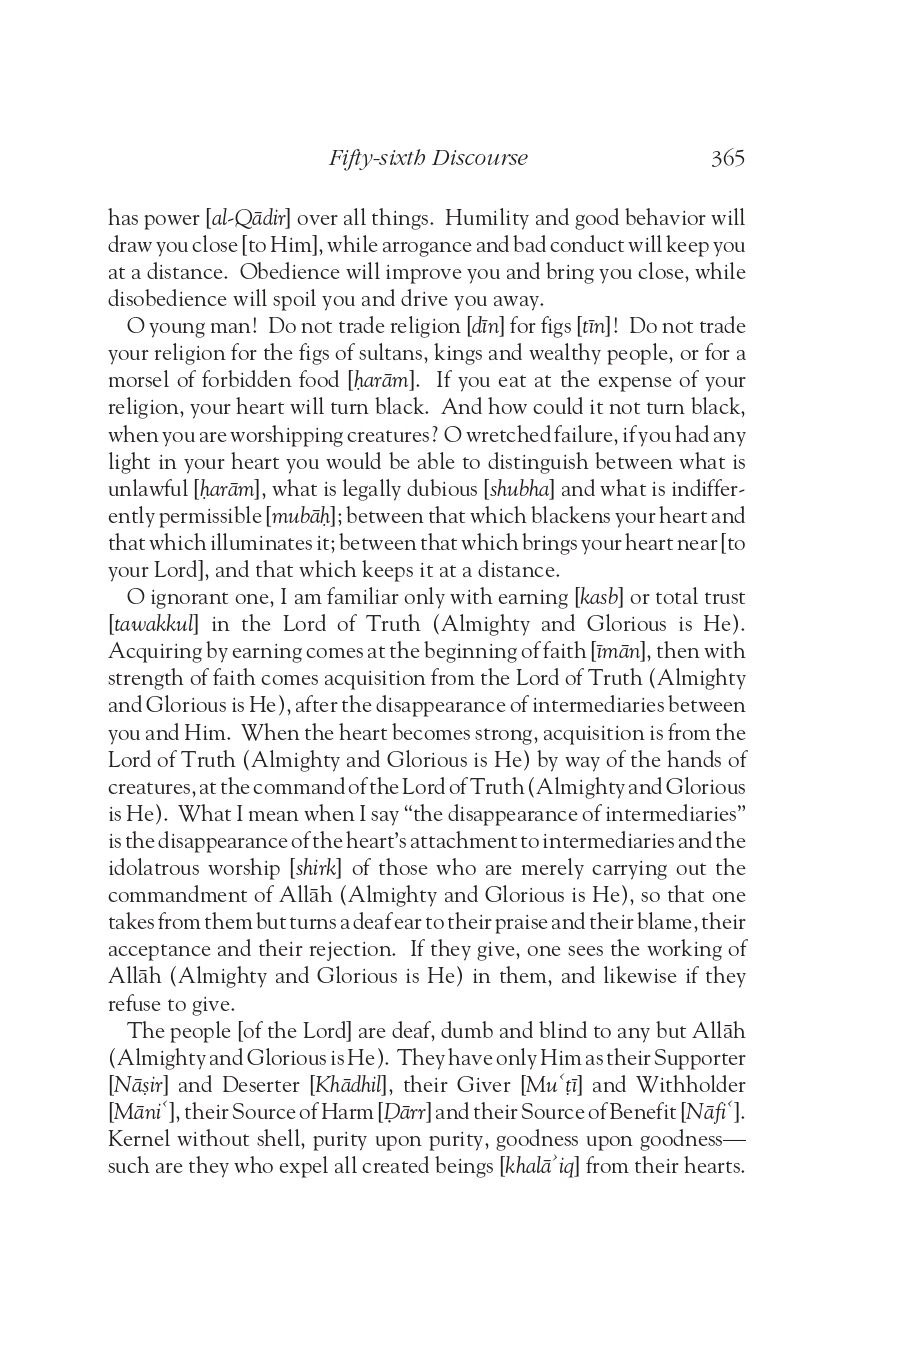 Fifty-sixth Discourse 365
has power [al-Qādir] over all things. Humility and good behavior will
draw you close [to Him], while arrogance and bad conduct will keep you
at a distance. Obedience will improve you and bring you close, while
disobedience will spoil you and drive you away.
O young man! Do not trade religion [dīn] for figs [tīn]! Do not trade
your religion for the figs of sultans, kings and wealthy people, or for a
morsel of forbidden food [ḥarām]. If you eat at the expense of your
religion, your heart will turn black. And how could it not turn black,
when you are worshipping creatures? O wretched failure, if you had any
light in your heart you would be able to distinguish between what is
unlawful [ḥarām], what is legally dubious [shubha] and what is indiffer-
ently permissible [mubāḥ]; between that which blackens your heart and
that which illuminates it; between that which brings your heart near [to
your Lord], and that which keeps it at a distance.
O ignorant one, I am familiar only with earning [kasb] or total trust
[tawakkul] in the Lord of Truth (Almighty and Glorious is He).
Acquiring by earning comes at the beginning of faith [īmān], then with
strength of faith comes acquisition from the Lord of Truth (Almighty
and Glorious is He), after the disappearance of intermediaries between
you and Him. When the heart becomes strong, acquisition is from the
Lord of Truth (Almighty and Glorious is He) by way of the hands of
creatures, at the command of the Lord of Truth (Almighty and Glorious
is He). What I mean when I say “the disappearance of intermediaries”
is the disappearance of the heart’s attachment to intermediaries and the
idolatrous worship [shirk] of those who are merely carrying out the
commandment of Allāh (Almighty and Glorious is He), so that one
takes from them but turns a deaf ear to their praise and their blame, their
acceptance and their rejection. If they give, one sees the working of
Allāh (Almighty and Glorious is He) in them, and likewise if they
refuse to give.
The people [of the Lord] are deaf, dumb and blind to any but Allāh
(Almighty and Glorious is He). They have only Him as their Supporter
[Nāṣir] and Deserter [Khādhil], their Giver [Muʿṭī] and Withholder
[Māniʿ], their Source of Harm [Ḍārr] and their Source of Benefit [Nāfiʿ].
Kernel without shell, purity upon purity, goodness upon goodness—
such are they who expel all created beings [khalāʾiq] from their hearts.